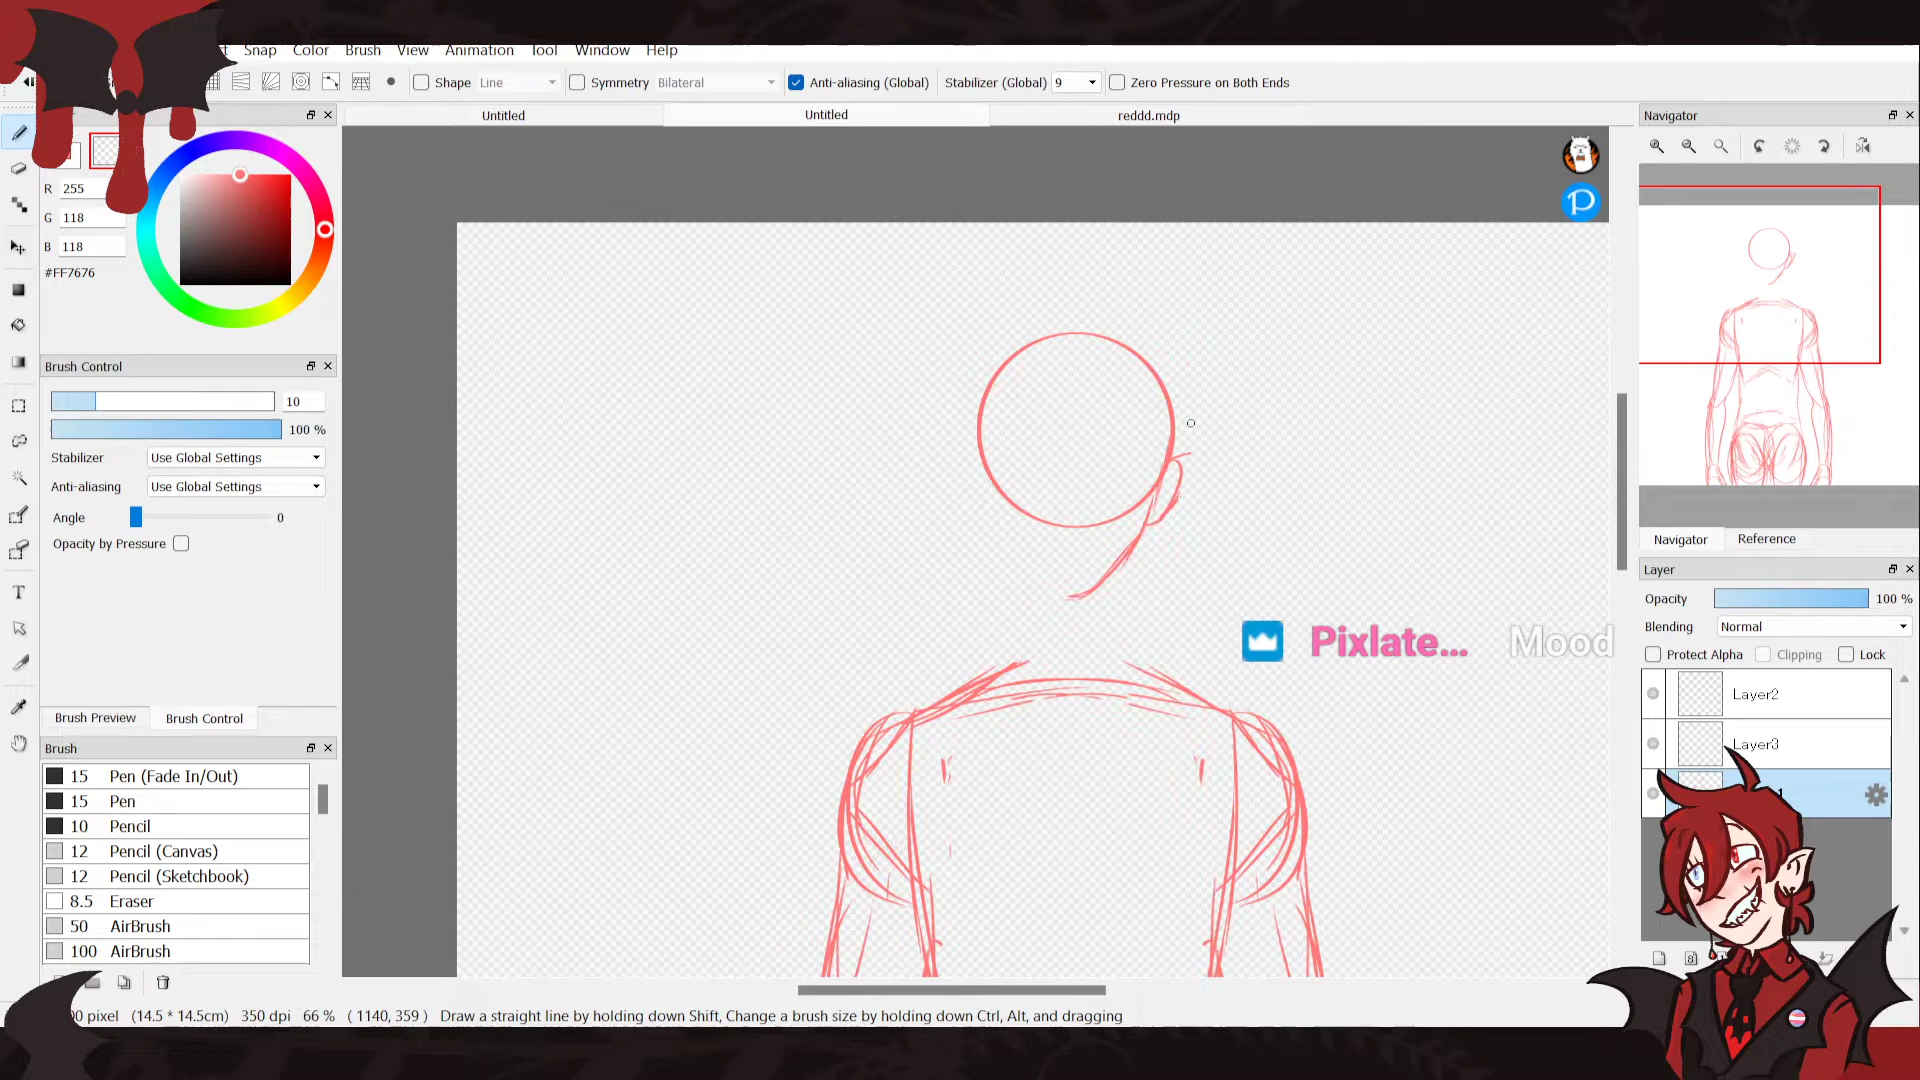 Snap Color Brush View Animation Tool Window Help
Shape Line Symmetry Bilateral Anti-aliasing (Global) Stabilizer (Global) 9 Zero Pressure on Both Ends
Untitled Untitled reddd.mdp
R 255
G 118
B 118
#FF7676
Brush Control
10
100 %
Stabilizer Use Global Settings
Anti-aliasing Use Global Settings
Angle 0
Opacity by Pressure
Brush Preview Brush Control
Brush
15 Pen (Fade In/Out)
15 Pen
10 Pencil
12 Pencil (Canvas)
12 Pencil (Sketchbook)
8.5 Eraser
50 AirBrush
100 AirBrush
Pixlate... Mood
Navigator
Navigator Reference
Layer
Opacity 100 %
Blending Normal
Protect Alpha Clipping Lock
Layer2
Layer3
pixel (14.5 * 14.5cm) 350 dpi 66 % ( 1140, 359 ) Draw a straight line by holding down Shift, Change a brush size by holding down Ctrl, Alt, and dragging